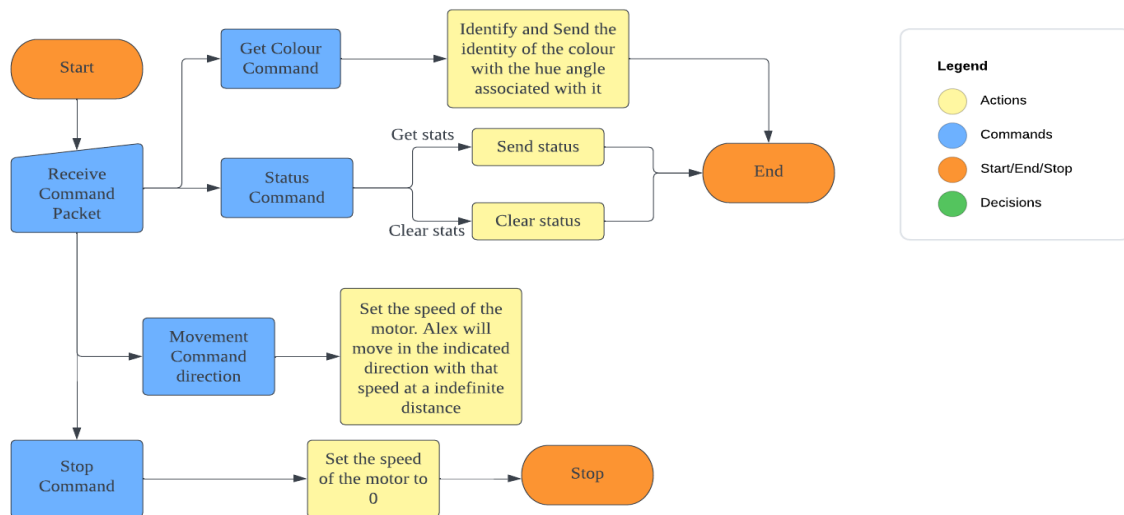 Start
Get Colour
Command
Identify and Send the
identity of the colour
with the hue angle
associated with it
Legend
Actions
Commands
Start/End/Stop
Decisions
Receive
Command
Packet
Status
Command
Get stats
Send status
Clear stats
Clear status
End
Movement
Command
direction
Set the speed of the
motor. Alex will
move in the indicated
direction with that
speed at a indefinite
distance
Stop
Command
Set the speed
of the motor to
0
Stop